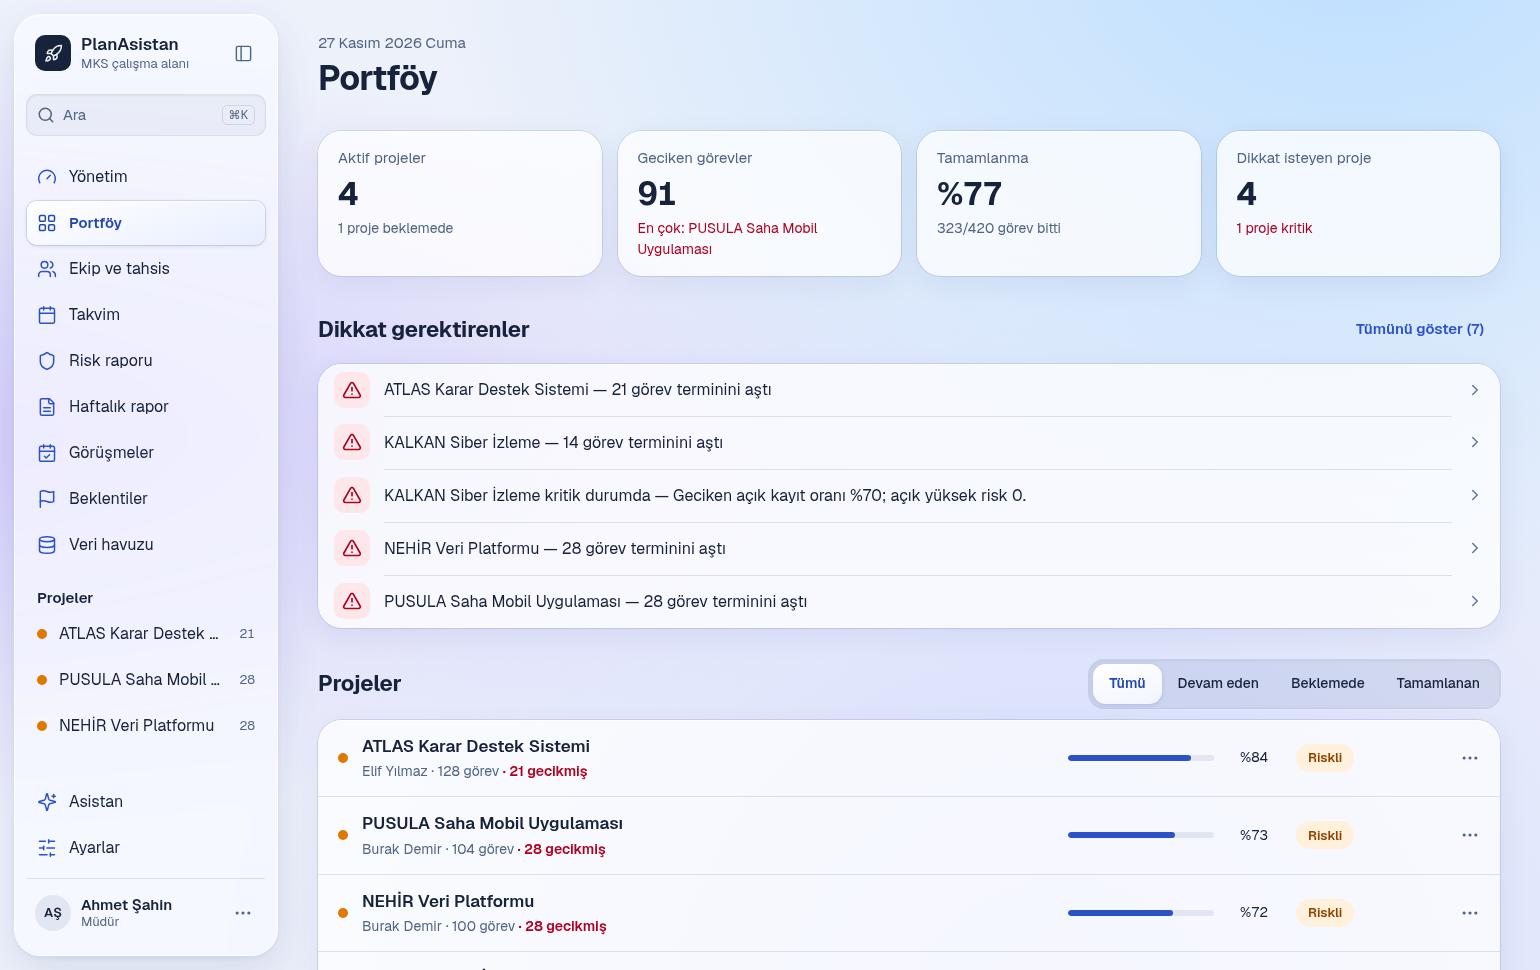 PlanAsistan
MKS çalışma alanı
Ara
⌘K
Yönetim
Portföy
Ekip ve tahsis
Takvim
Risk raporu
Haftalık rapor
Görüşmeler
Beklentiler
Veri havuzu
Projeler
ATLAS Karar Destek ... 21
PUSULA Saha Mobil ... 28
NEHİR Veri Platformu 28
Asistan
Ayarlar
AŞ
Ahmet Şahin
Müdür
27 Kasım 2026 Cuma
Portföy
Aktif projeler
4
1 proje beklemede
Geciken görevler
91
En çok: PUSULA Saha Mobil
Uygulaması
Tamamlanma
%77
323/420 görev bitti
Dikkat isteyen proje
4
1 proje kritik
Dikkat gerektirenler
Tümünü göster (7)
ATLAS Karar Destek Sistemi — 21 görev terminini aştı
KALKAN Siber İzleme — 14 görev terminini aştı
KALKAN Siber İzleme kritik durumda — Geciken açık kayıt oranı %70; açık yüksek risk 0.
NEHİR Veri Platformu — 28 görev terminini aştı
PUSULA Saha Mobil Uygulaması — 28 görev terminini aştı
Projeler
Tümü Devam eden Beklemede Tamamlanan
ATLAS Karar Destek Sistemi
Elif Yılmaz · 128 görev · 21 gecikmiş
%84 Riskli
PUSULA Saha Mobil Uygulaması
Burak Demir · 104 görev · 28 gecikmiş
%73 Riskli
NEHİR Veri Platformu
Burak Demir · 100 görev · 28 gecikmiş
%72 Riskli